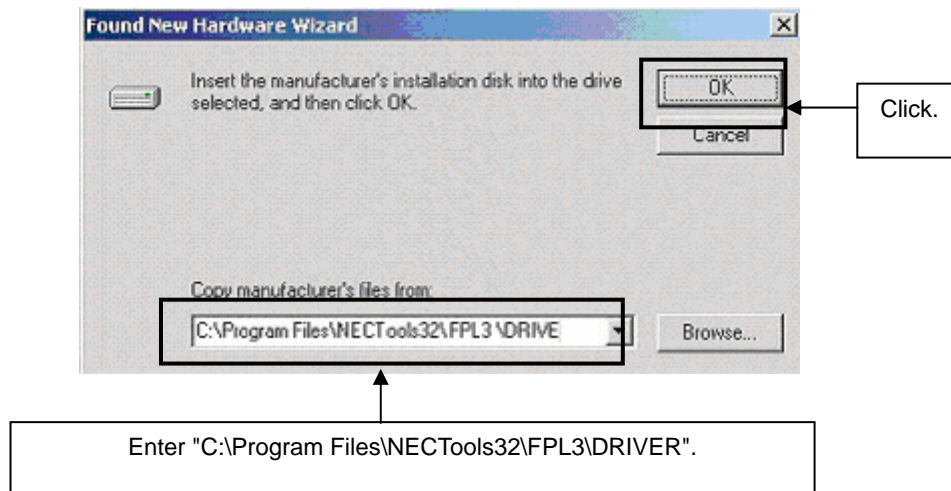 Found New Hardware Wizard
Insert the manufacturer's installation disk into the drive
selected, and then click OK.
OK
Cancel
Click.
Copy manufacturer's files from:
C:\Program Files\NECTools32\FPL3 \DRIVE
Browse...
Enter "C:\Program Files\NECTools32\FPL3\DRIVER".